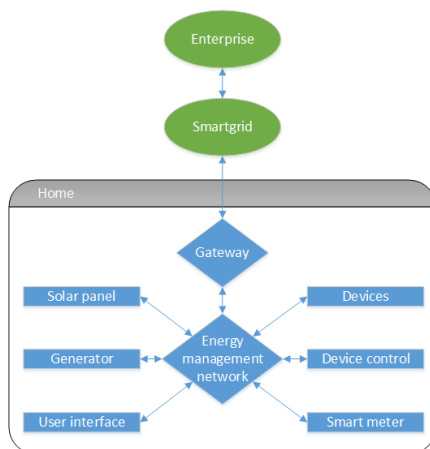 Enterprise
Smartgrid
Home
Gateway
Solar panel
Devices
Energy
management
network
Generator
Device control
User interface
Smart meter